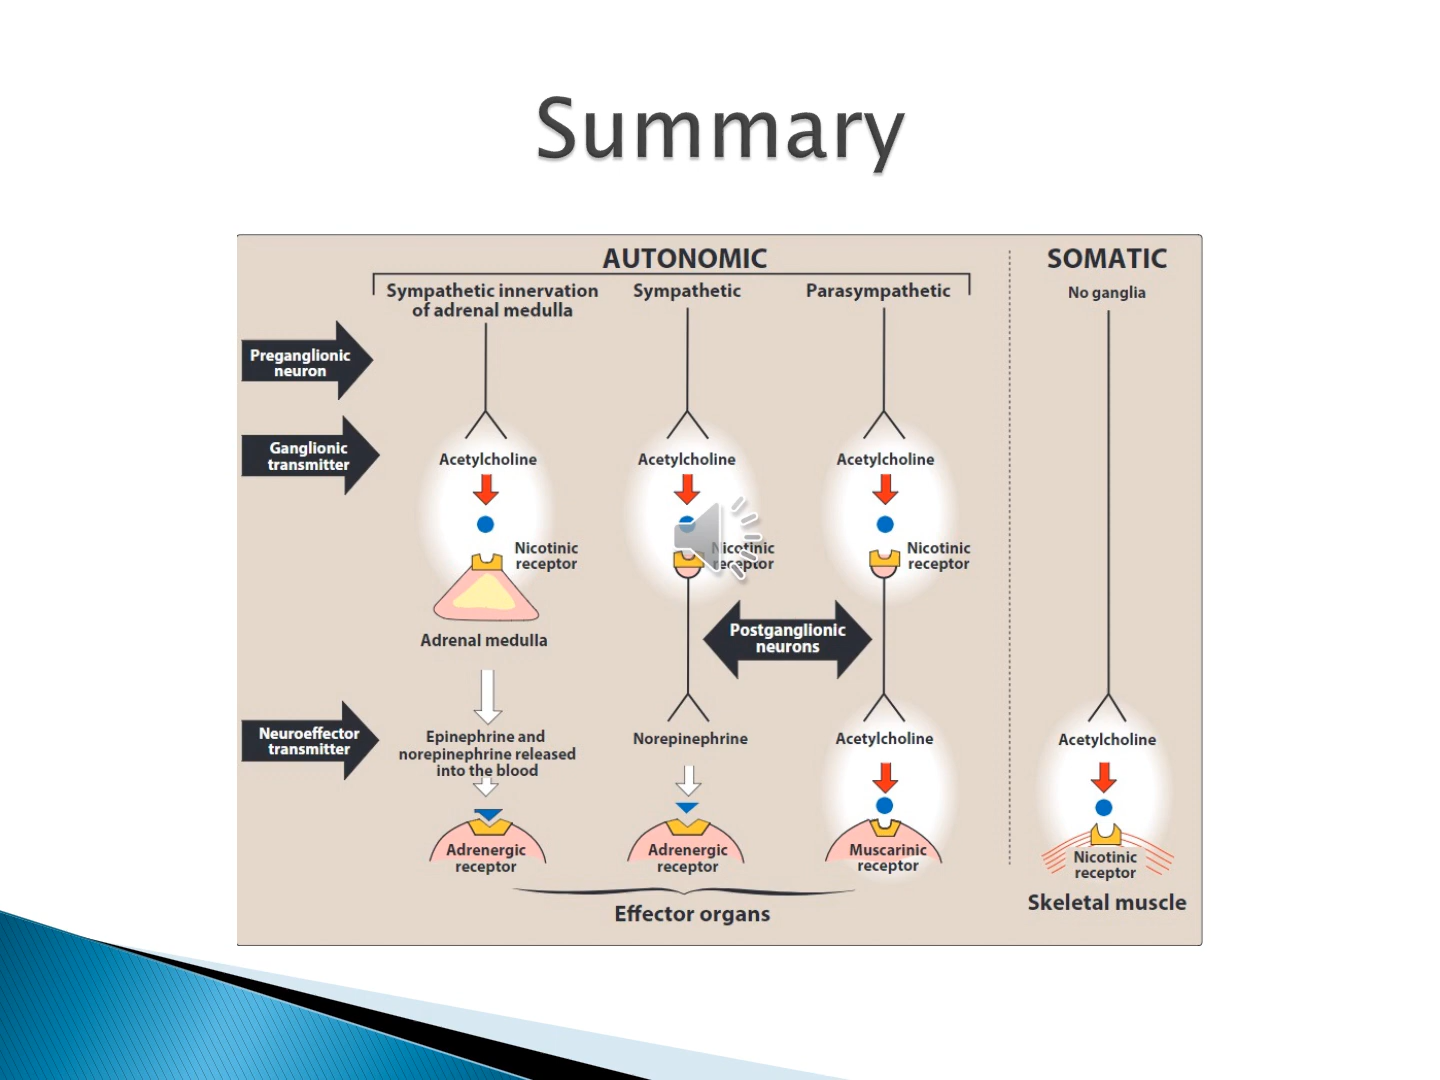 Summary
AUTONOMIC
SOMATIC
Sympathetic innervation
of adrenal medulla
Sympathetic
Parasympathetic
No ganglia
Preganglionic
neuron
Ganglionic
transmitter
Acetylcholine
Acetylcholine
Acetylcholine
Nicotinic
receptor
Nicotinic
receptor
Nicotinic
receptor
Adrenal medulla
Postganglionic
neurons
Neuroeffector
transmitter
Epinephrine and
norepinephrine released
into the blood
Norepinephrine
Acetylcholine
Acetylcholine
Adrenergic
receptor
Adrenergic
receptor
Muscarinic
receptor
Nicotinic
receptor
Effector organs
Skeletal muscle